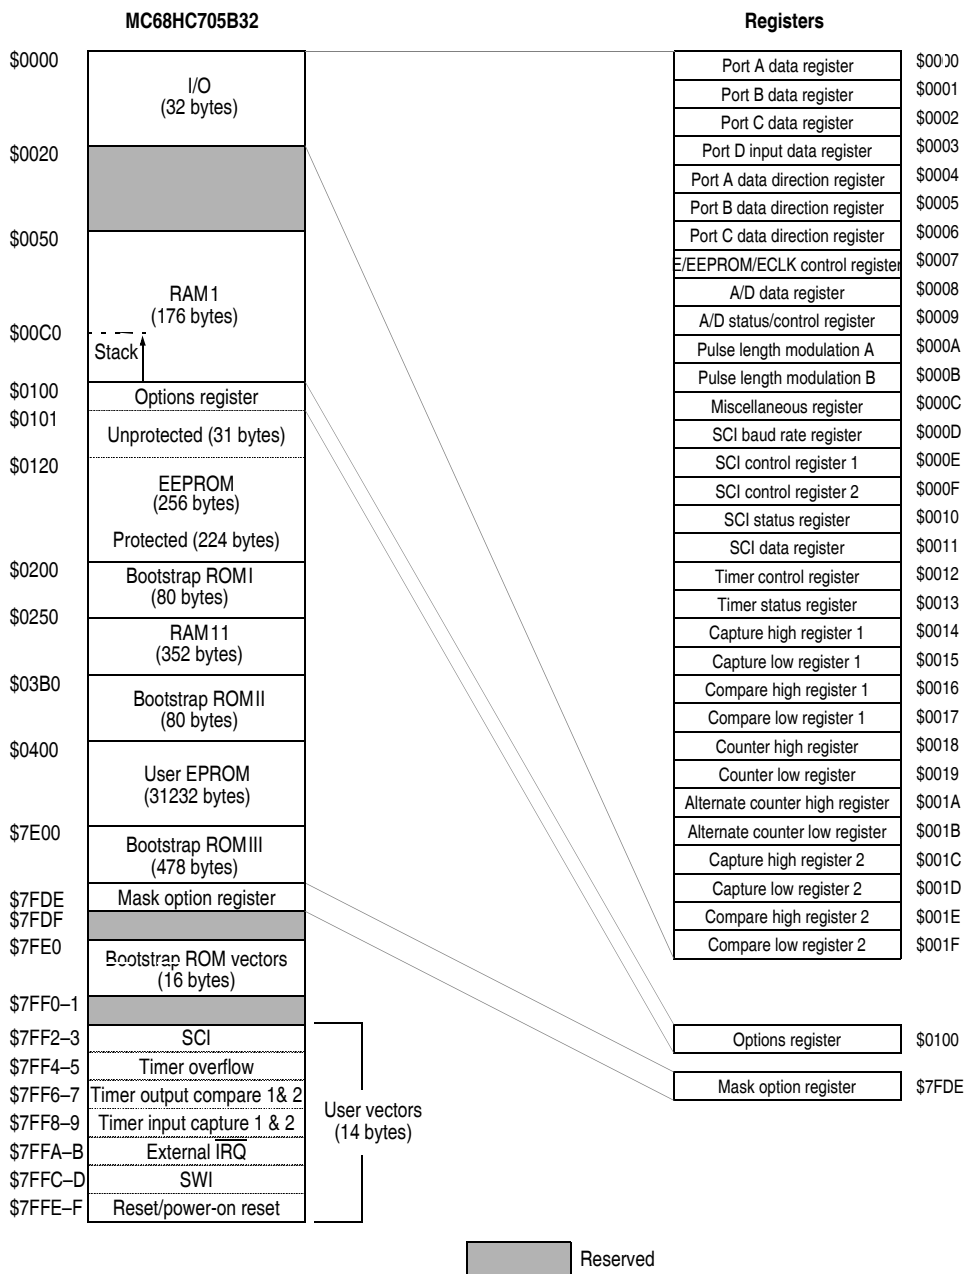 MC68HC705B32
Registers
$0000
I/O
(32 bytes)
$0020
$0050
RAM1
(176 bytes)
$00C0
Stack
$0100
Options register
$0101
Unprotected (31 bytes)
$0120
EEPROM
(256 bytes)
Protected (224 bytes)
$0200
Bootstrap ROMI
(80 bytes)
$0250
RAM11
(352 bytes)
$03B0
Bootstrap ROMII
(80 bytes)
$0400
User EPROM
(31232 bytes)
$7E00
Bootstrap ROMIII
(478 bytes)
$7FDE
Mask option register
$7FDF
$7FE0
Bootstrap ROM vectors
(16 bytes)
$7FF0–1
$7FF2–3 SCI
$7FF4–5 Timer overflow
$7FF6–7 Timer output compare 1& 2
$7FF8–9 Timer input capture 1 & 2
$7FFA–B External IRQ
$7FFC–D SWI
$7FFE–F Reset/power-on reset
User vectors
(14 bytes)
Port A data register $0000
Port B data register $0001
Port C data register $0002
Port D input data register $0003
Port A data direction register $0004
Port B data direction register $0005
Port C data direction register $0006
E/EEPROM/ECLK control register $0007
A/D data register $0008
A/D status/control register $0009
Pulse length modulation A $000A
Pulse length modulation B $000B
Miscellaneous register $000C
SCI baud rate register $000D
SCI control register 1 $000E
SCI control register 2 $000F
SCI status register $0010
SCI data register $0011
Timer control register $0012
Timer status register $0013
Capture high register 1 $0014
Capture low register 1 $0015
Compare high register 1 $0016
Compare low register 1 $0017
Counter high register $0018
Counter low register $0019
Alternate counter high register $001A
Alternate counter low register $001B
Capture high register 2 $001C
Capture low register 2 $001D
Compare high register 2 $001E
Compare low register 2 $001F
Options register $0100
Mask option register $7FDE
Reserved